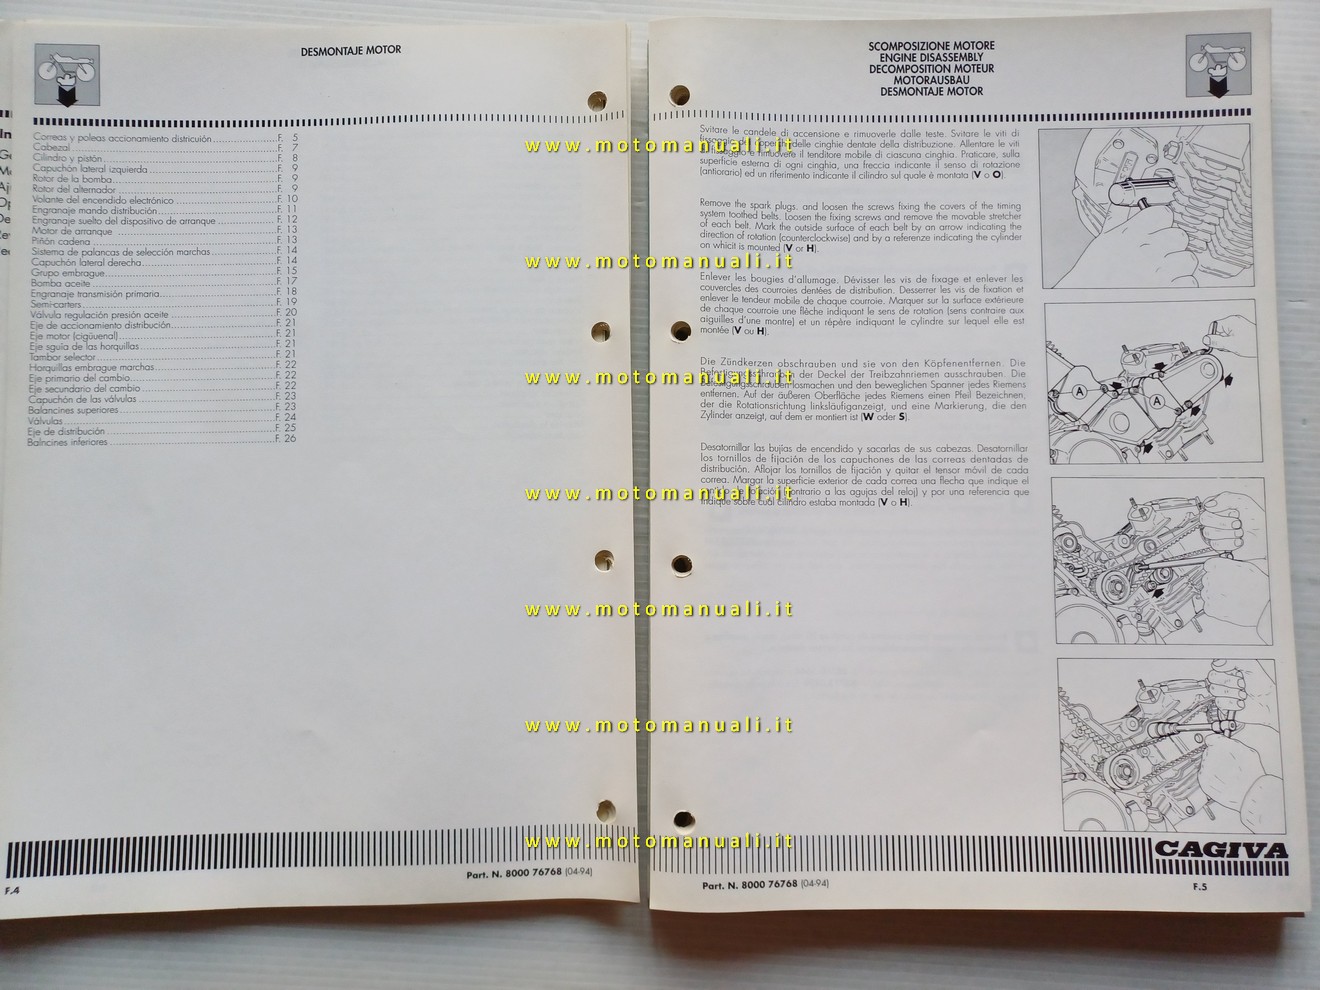 DESMONTAJE MOTOR
Correas y poleas accionamiento districuión F. 5
Cabezal F. 7
Cilindro y pistón F. 8
Capuchón lateral izquierda F. 9
Rotor de la bomba F. 9
Rotor del alternador F. 9
Volante del encendido electrónico F. 10
Engranaje mando distribución F. 11
Engranaje suelto del dispositivo de arranque F. 12
Motor de arranque F. 13
Piñón cadena F. 13
Sistema de palancas de selección marchas F. 14
Capuchón lateral derecha F. 14
Grupo embrague F. 15
Bomba aceite F. 17
Engranaje transmisión primaria F. 18
Semi-carters F. 19
Válvula regulación presión aceite F. 20
Eje de accionamiento distribución F. 21
Eje motor (cigüuenal) F. 21
Eje sguía de las horquillas F. 21
Tambor selector F. 21
Horquillas embrague marchas F. 22
Eje primario del cambio F. 22
Eje secundario del cambio F. 22
Capuchón de las válvulas F. 23
Balancines superiores F. 23
Válvulas F. 24
Eje de distribución F. 25
Balncines inferiores F. 26
F.4
Part. N. 8000 76768 (04-94)
SCOMPOSIZIONE MOTORE
ENGINE DISASSEMBLY
DECOMPOSITION MOTEUR
MOTORAUSBAU
DESMONTAJE MOTOR
Svitare le candele di accensione e rimuoverle dalle teste. Svitare le viti di
delle cinghie dentate della distribuzione. Allentare le viti
e rimuovere il tenditore mobile di ciascuna cinghia. Praticare, sulla
superficie esterna di ogni cinghia, una freccia indicante il senso di rotazione
(antiorario) ed un riferimento indicante il cilindro sul quale è montata (V o O)
Remove the spark plugs. and loosen the screws fixing the covers of the timing
system toothed belts. Loosen the fixing screws and remove the movable stretcher
of each belt. Mark the outside surface of each belt by an arrow indicating the
direction of rotation (counterclockwise) and by a referenze indicating the cylinder
on whicit is mounted (V or H).
Enlever les bougies d'allumage. Dévisser les vis de fixage et enlever les
couvercles des courroies dentées de distribution. Desserrer les vis de fixation et
enlever le tendeur mobile de chaque courroie. Marquer sur la surface extérieure
de chaque courroie une flèche indiquant le sens de rotation (sens contraire aux
aiguilles d'une montre) et un répère indiquant le cylindre sur lequel elle est
montée (V ou H).
Die Zündkerzen obschrauben und sie von den Köpfenentfernen. Die
der Deckel der Treibzahnriemen ausschrauben. Die
losmachen und den beweglichen Spanner jedes Riemens
entfernen. Auf der äußeren Oberfläche jedes Riemens einen Pfeil Bezeichnen,
der die Rotationsrichtung linksläufiganzeigt, und eine Markierung, die den
Zylinder anzeigt, auf dem er montiert ist (W oder S).
Desatornillar las bujías de encendido y sacarlas de sus cabezas. Desatornillar
los tornillos de fijación de los capuchones de las correas dentadas de
distribución. Aflojar los tornillos de fijación y quitar el tensor móvil de cada
correa. Margar la superficie exterior de cada correa una flecha que indique el
a las agujas del reloj) y por una referencia que
indique sobre cuál cilindro estaba montada (V o H).
A
A
CAGIVA
Part. N. 8000 76768 (04-94)
F.5
www.motomanuali.it
www.motomanuali.it
www.motomanuali.it
www.motomanuali.it
www.motomanuali.it
www.motomanuali.it
www.motomanuali.it